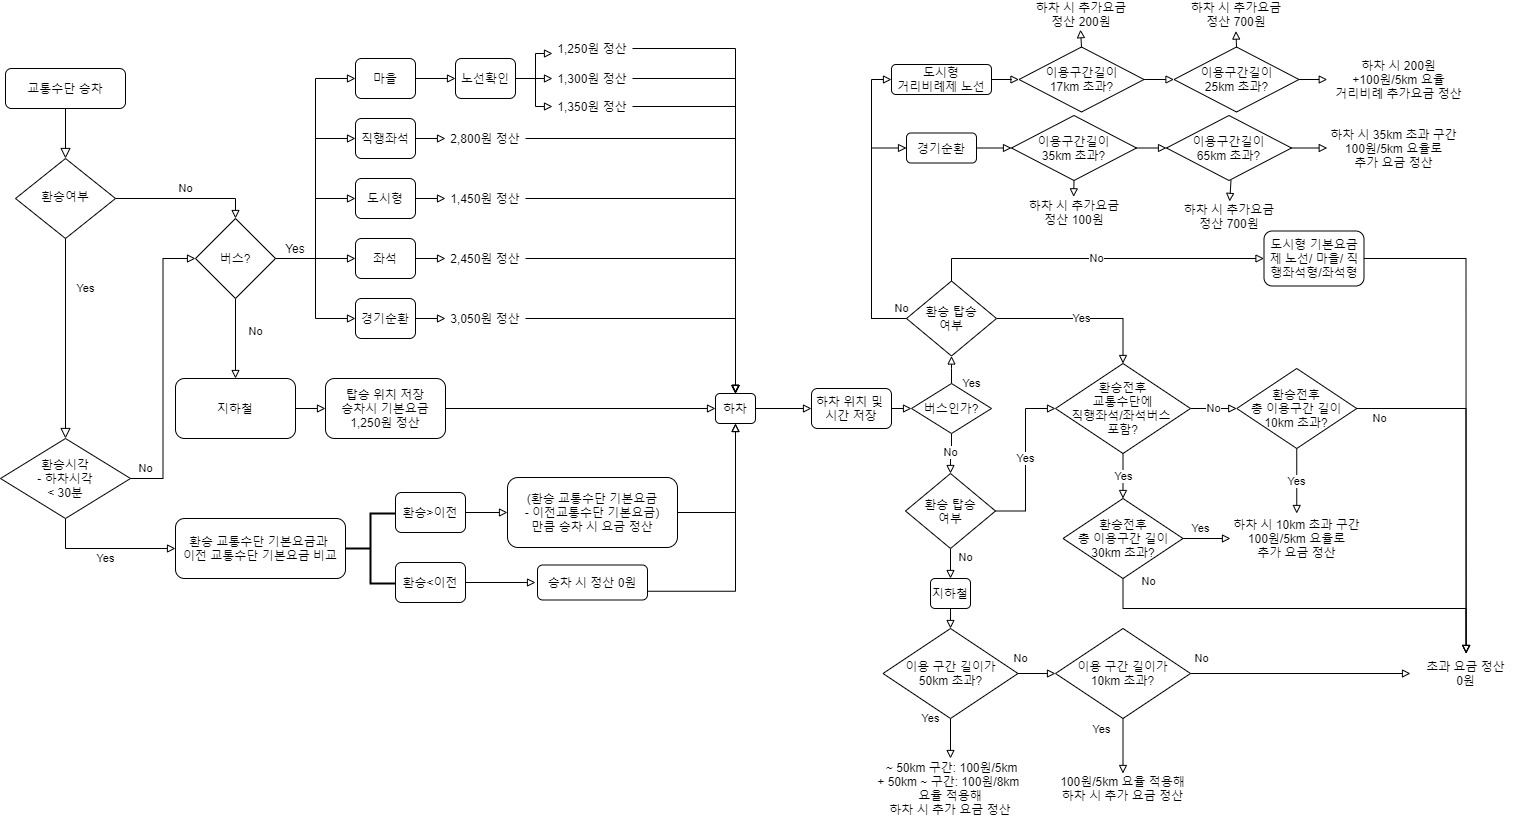 교통수단 승차
환승여부
No
Yes
버스?
Yes
No
지하철
탑승 위치 저장
승차시 기본요금
1,250원 정산
마을
노선확인
1,250원 정산
1,300원 정산
1,350원 정산
직행좌석
2,800원 정산
도시형
1,450원 정산
좌석
2,450원 정산
경기순환
3,050원 정산
환승시각
- 하차시각
< 30분
No
Yes
환승 교통수단 기본요금과
이전 교통수단 기본요금 비교
환승>이전
(환승 교통수단 기본요금
- 이전교통수단 기본요금)
만큼 승차 시 요금 정산
환승<이전
승차 시 정산 0원
하차
하차 위치 및
시간 저장
버스인가?
Yes
No
환승 탑승
여부
No
Yes
도시형
거리비례제 노선
이용구간길이
17km 초과?
하차 시 추가요금
정산 200원
이용구간길이
25km 초과?
하차 시 추가요금
정산 700원
하차 시 200원
+100원/5km 요율
거리비례 추가요금 정산
경기순환
이용구간길이
35km 초과?
하차 시 추가요금
정산 100원
이용구간길이
65km 초과?
하차 시 추가요금
정산 700원
하차 시 35km 초과 구간
100원/5km 요율로
추가 요금 정산
No
도시형 기본요금
제 노선/ 마을/ 직
행좌석형/좌석형
환승전후
교통수단에
직행좌석/좌석버스
포함?
No
환승전후
총 이용구간 길이
10km 초과?
No
Yes
하차 시 10km 초과 구간
100원/5km 요율로
추가 요금 정산
Yes
환승전후
총 이용구간 길이
30km 초과?
Yes
No
환승 탑승
여부
Yes
No
지하철
이용 구간 길이가
50km 초과?
No
이용 구간 길이가
10km 초과?
No
초과 요금 정산
0원
Yes
~ 50km 구간: 100원/5km
+ 50km ~ 구간: 100원/8km
요율 적용해
하차 시 추가 요금 정산
Yes
100원/5km 요율 적용해
하차 시 추가 요금 정산